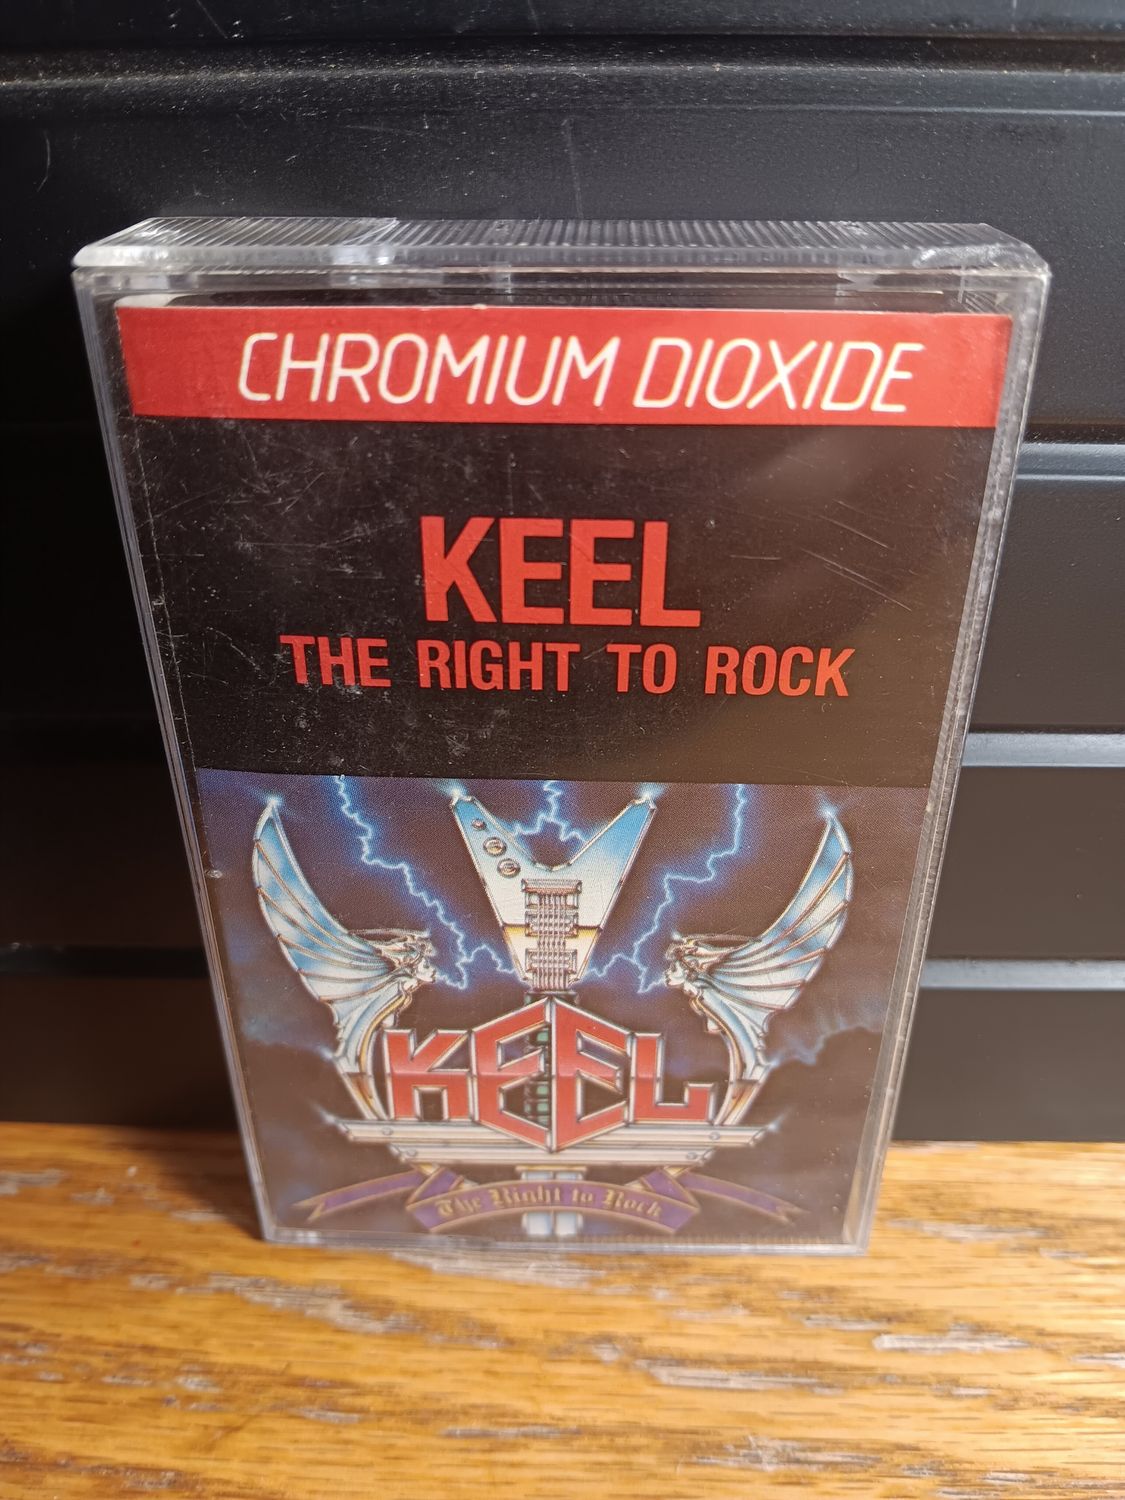 CHROMIUM DIOXIDE
KEEL
THE RIGHT TO ROCK
KEEL
The Right to Rock